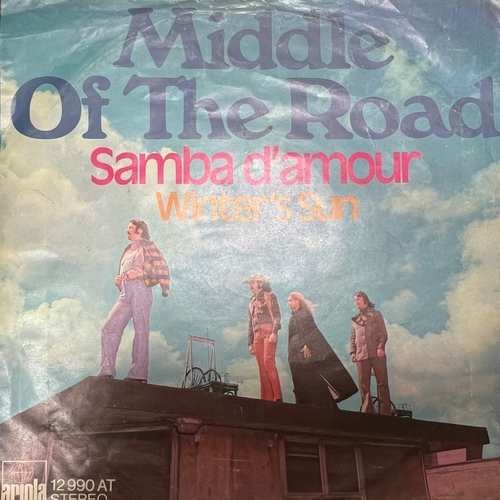 Middle
Of The Road
Samba d'amour
Winter's Sun
ariola
12 990 AT
STEREO